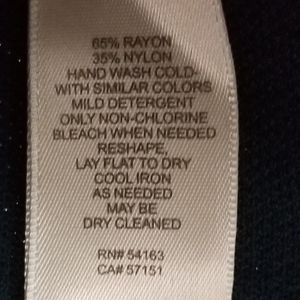 65% RAYON
35% NYLON
HAND WASH COLD-
WITH SIMILAR COLORS
MILD DETERGENT
ONLY NON-CHLORINE
BLEACH WHEN NEEDED
RESHAPE,
LAY FLAT TO DRY
COOL IRON
AS NEEDED
MAY BE
DRY CLEANED
RN# 54163
CA# 57151